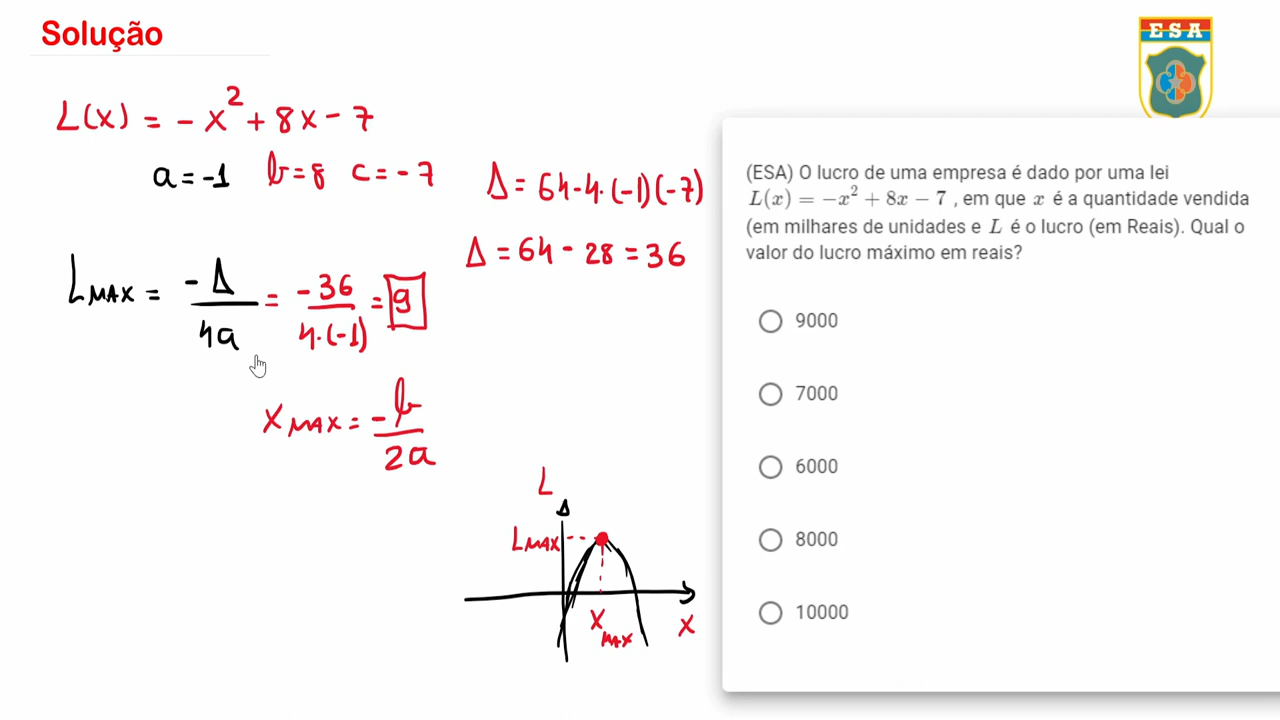 Solução
ESA
L(x) = -x² + 8x - 7
a = -1 b = 8 c = -7
Δ = 64 - 4·(-1)(-7)
Δ = 64 - 28 = 36
LMAX = -Δ/4a = -36/4·(-1) = 9
XMAX = -b/2a
L
LMAX
XMAX
X
(ESA) O lucro de uma empresa é dado por uma lei
L(x) = −x² + 8x − 7 , em que x é a quantidade vendida
(em milhares de unidades e L é o lucro (em Reais). Qual o
valor do lucro máximo em reais?
9000
7000
6000
8000
10000